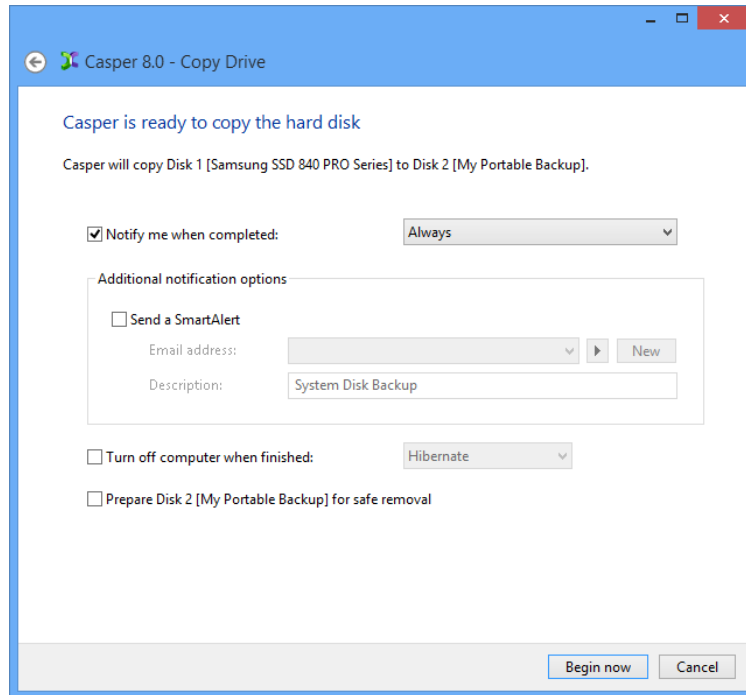 Casper 8.0 - Copy Drive
Casper is ready to copy the hard disk
Casper will copy Disk 1 [Samsung SSD 840 PRO Series] to Disk 2 [My Portable Backup].
Notify me when completed: Always
Additional notification options
Send a SmartAlert
Email address: New
Description: System Disk Backup
Turn off computer when finished: Hibernate
Prepare Disk 2 [My Portable Backup] for safe removal
Begin now Cancel